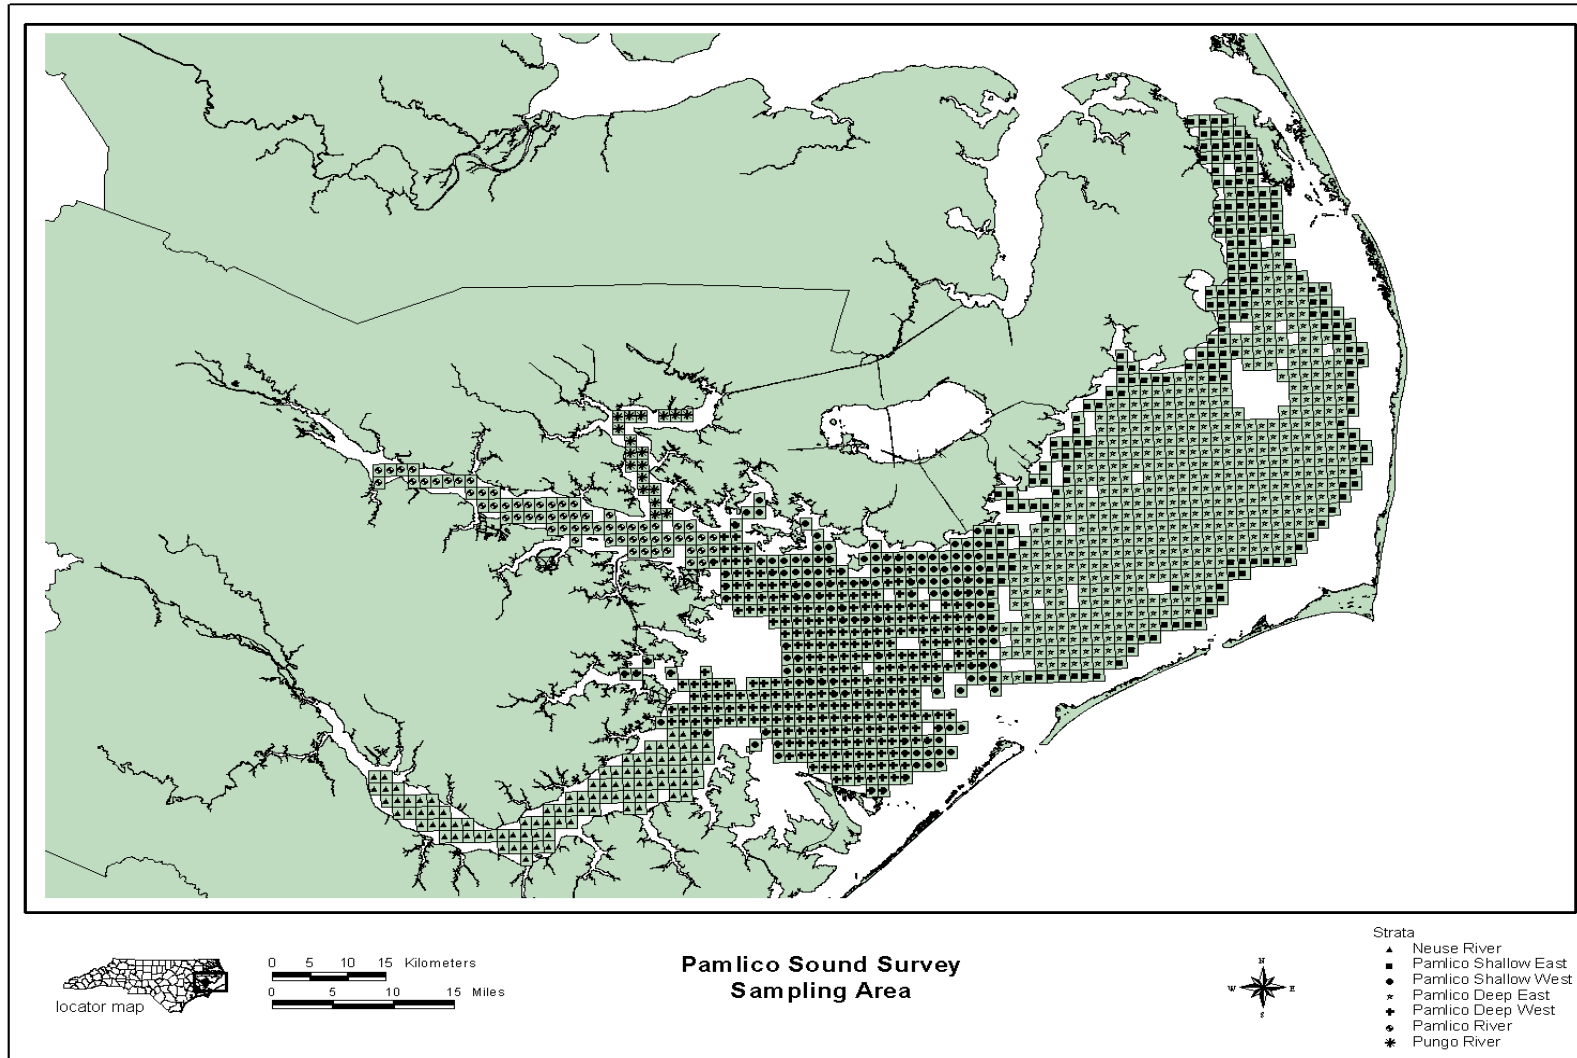 locator map
0 5 10 15 Kilometers
0 5 10 15 Miles
Pamlico Sound Survey
Sampling Area
N
W E
S
Strata
Neuse River
Pamlico Shallow East
Pamlico Shallow West
Pamlico Deep East
Pamlico Deep West
Pamlico River
Pungo River